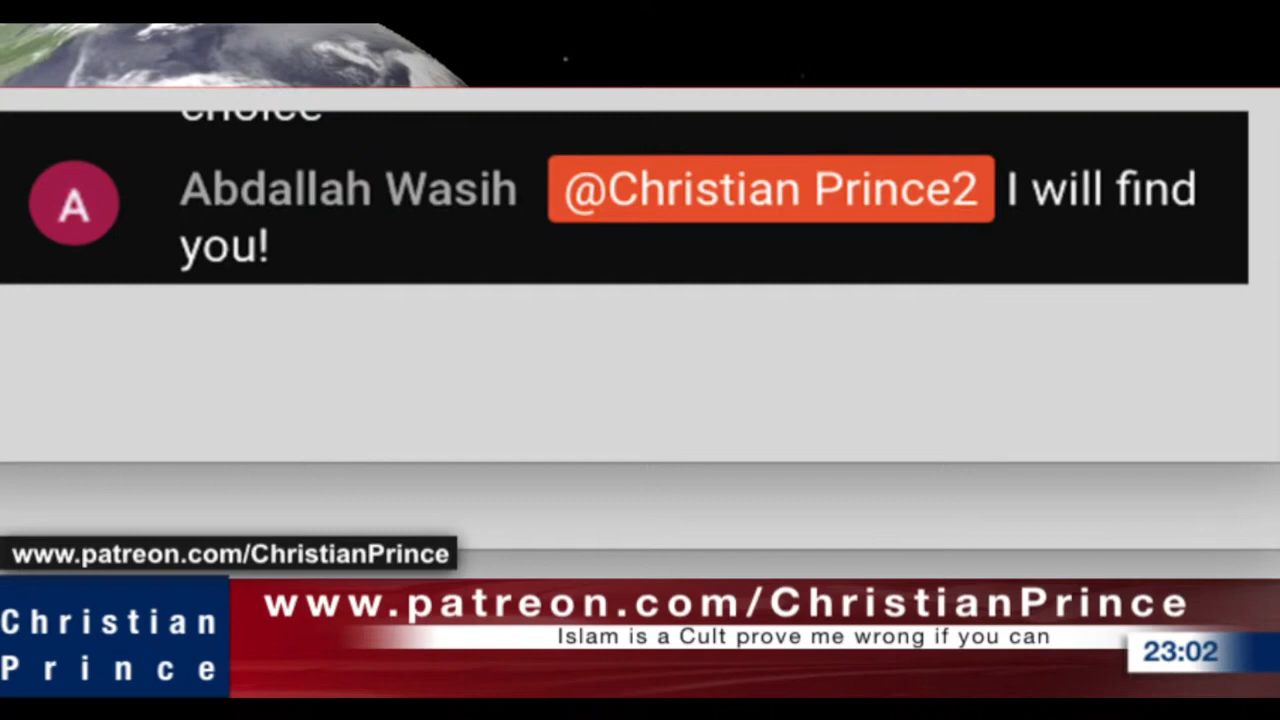 choice
Abdallah Wasih @Christian Prince2 I will find
you!
www.patreon.com/ChristianPrince
Christian
Prince
www.patreon.com/ChristianPrince
Islam is a Cult prove me wrong if you can
23:02